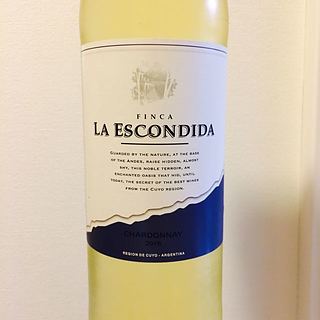 FINCA
LA ESCONDIDA
GUARDED BY THE NATURE, AT THE BASE
OF THE ANDES, RAISE HIDDEN, ALMOST
SHY, THIS NOBLE TERROIR, AN
ENCHANTED OASIS THAT HID, UNTIL
TODAY, THE SECRET OF THE BEST WINES
FROM THE CUYO REGION.
CHARDONNAY
REGION DE CUYO - ARGENTINA